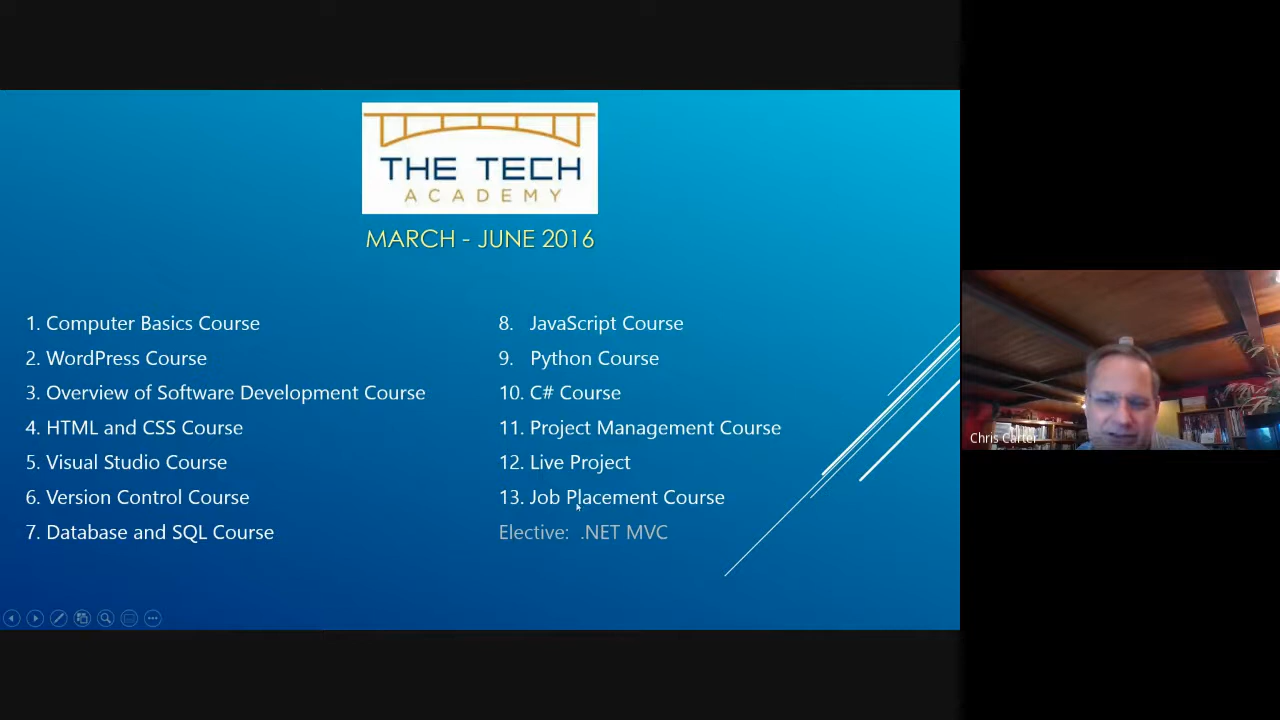 THE TECH
ACADEMY
MARCH - JUNE 2016
1. Computer Basics Course
2. WordPress Course
3. Overview of Software Development Course
4. HTML and CSS Course
5. Visual Studio Course
6. Version Control Course
7. Database and SQL Course
8. JavaScript Course
9. Python Course
10. C# Course
11. Project Management Course
12. Live Project
13. Job Placement Course
Elective: .NET MVC
Chris Carter